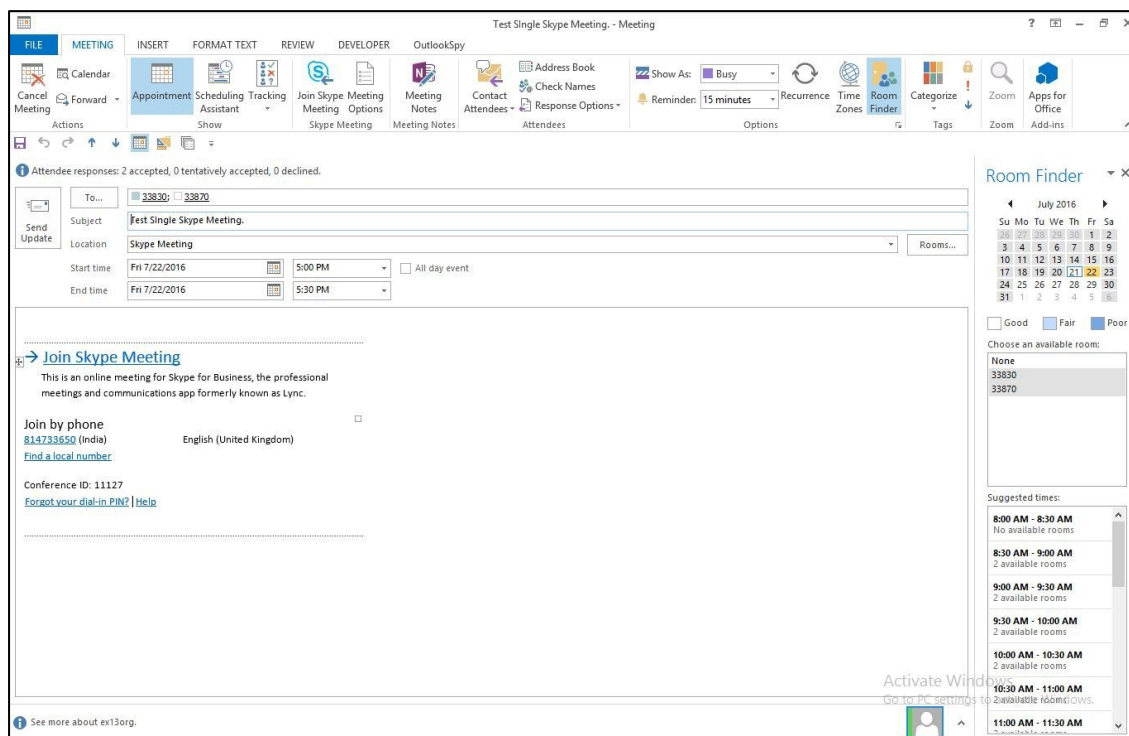 Test SIngle Skype Meeting. - Meeting
FILE MEETING INSERT FORMAT TEXT REVIEW DEVELOPER OutlookSpy
Cancel Meeting
Calendar
Forward
Actions
Appointment
Scheduling Assistant
Tracking
Show
Join Skype Meeting
Meeting Options
Skype Meeting
Meeting Notes
Meeting Notes
Contact Attendees
Address Book
Check Names
Response Options
Attendees
Show As: Busy
Reminder: 15 minutes
Recurrence
Time Zones
Room Finder
Options
Categorize
Tags
Zoom
Zoom
Apps for Office
Add-ins
Attendee responses: 2 accepted, 0 tentatively accepted, 0 declined.
Send Update
To... 33830; 33870
Subject Test SIngle Skype Meeting.
Location Skype Meeting Rooms...
Start time Fri 7/22/2016 5:00 PM All day event
End time Fri 7/22/2016 5:30 PM
→ Join Skype Meeting
This is an online meeting for Skype for Business, the professional
meetings and communications app formerly known as Lync.
Join by phone
814733650 (India) English (United Kingdom)
Find a local number
Conference ID: 11127
Forgot your dial-in PIN? | Help
Room Finder
July 2016
Su Mo Tu We Th Fr Sa
26 27 28 29 30 1 2
3 4 5 6 7 8 9
10 11 12 13 14 15 16
17 18 19 20 21 22 23
24 25 26 27 28 29 30
31 1 2 3 4 5 6
Good Fair Poor
Choose an available room:
None
33830
33870
Suggested times:
8:00 AM - 8:30 AM
No available rooms
8:30 AM - 9:00 AM
2 available rooms
9:00 AM - 9:30 AM
2 available rooms
9:30 AM - 10:00 AM
2 available rooms
10:00 AM - 10:30 AM
2 available rooms
10:30 AM - 11:00 AM
2 available rooms
11:00 AM - 11:30 AM
Activate Windows
Go to PC settings to
See more about ex13org.